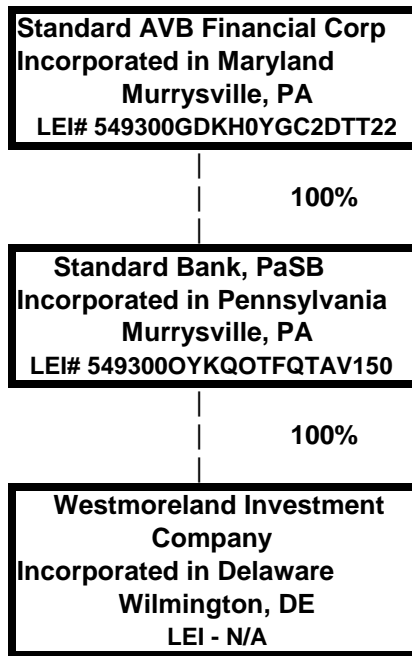 Standard AVB Financial Corp
Incorporated in Maryland
Murrysville, PA
LEI# 549300GDKH0YGC2DTT22
100%
Standard Bank, PaSB
Incorporated in Pennsylvania
Murrysville, PA
LEI# 549300OYKQOTFQTAV150
100%
Westmoreland Investment
Company
Incorporated in Delaware
Wilmington, DE
LEI - N/A